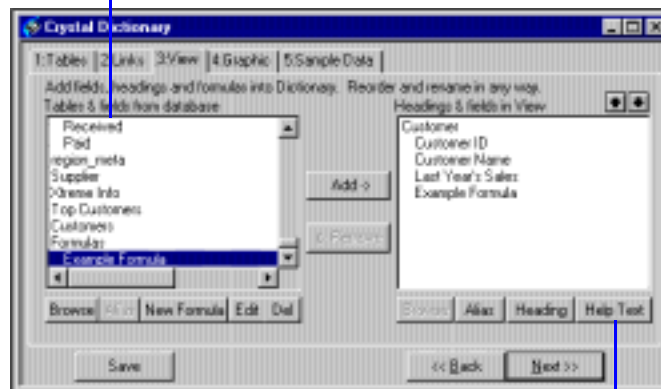 Crystal Dictionary
1:Tables 2:Links 3:View 4:Graphic 5:Sample Data
Add fields, headings and formulas into Dictionary. Reorder and rename in any way.
Tables & fields from database
Headings & fields in View
Received
Paid
region_meta
Supplier
Xtreme Info
Top Customers
Customers
Formulas
Example Formula
Add ->
<- Remove
Customer
Customer ID
Customer Name
Last Year's Sales
Example Formula
Browse Alias New Formula Edit Del
Browse Alias Heading Help Text
Save
<< Back
Next >>